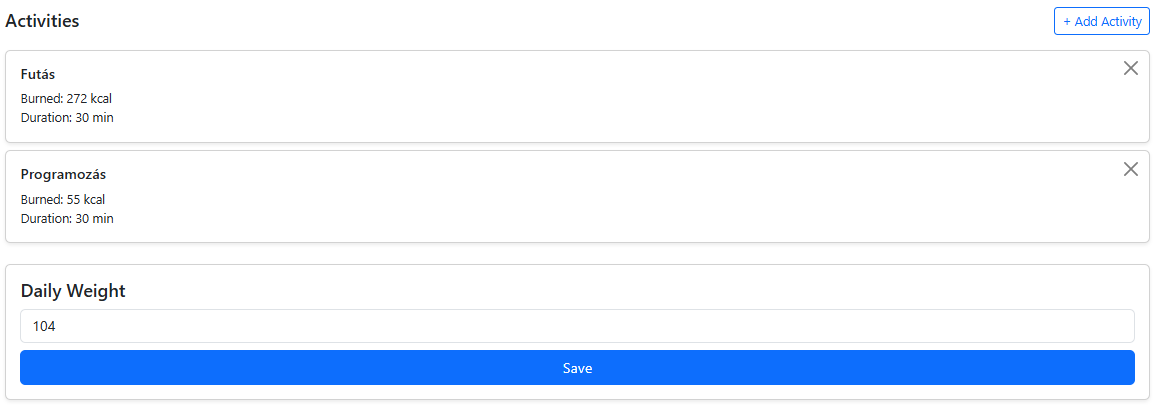 Activities
+ Add Activity
Futás
Burned: 272 kcal
Duration: 30 min
Programozás
Burned: 55 kcal
Duration: 30 min
Daily Weight
104
Save